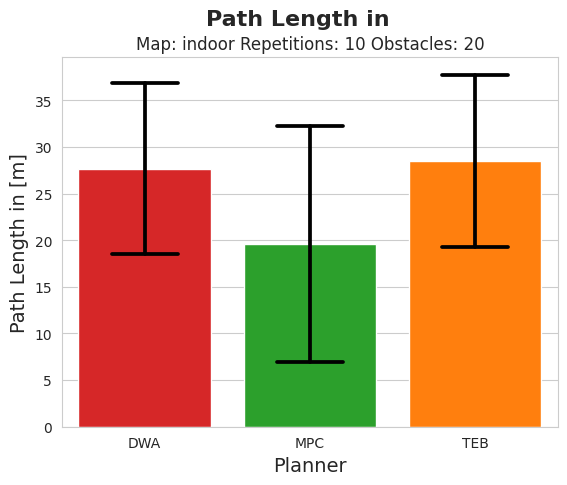 Path Length in
Map: indoor Repetitions: 10 Obstacles: 20
Path Length in [m]
35
30
25
20
15
10
5
0
DWA MPC TEB
Planner